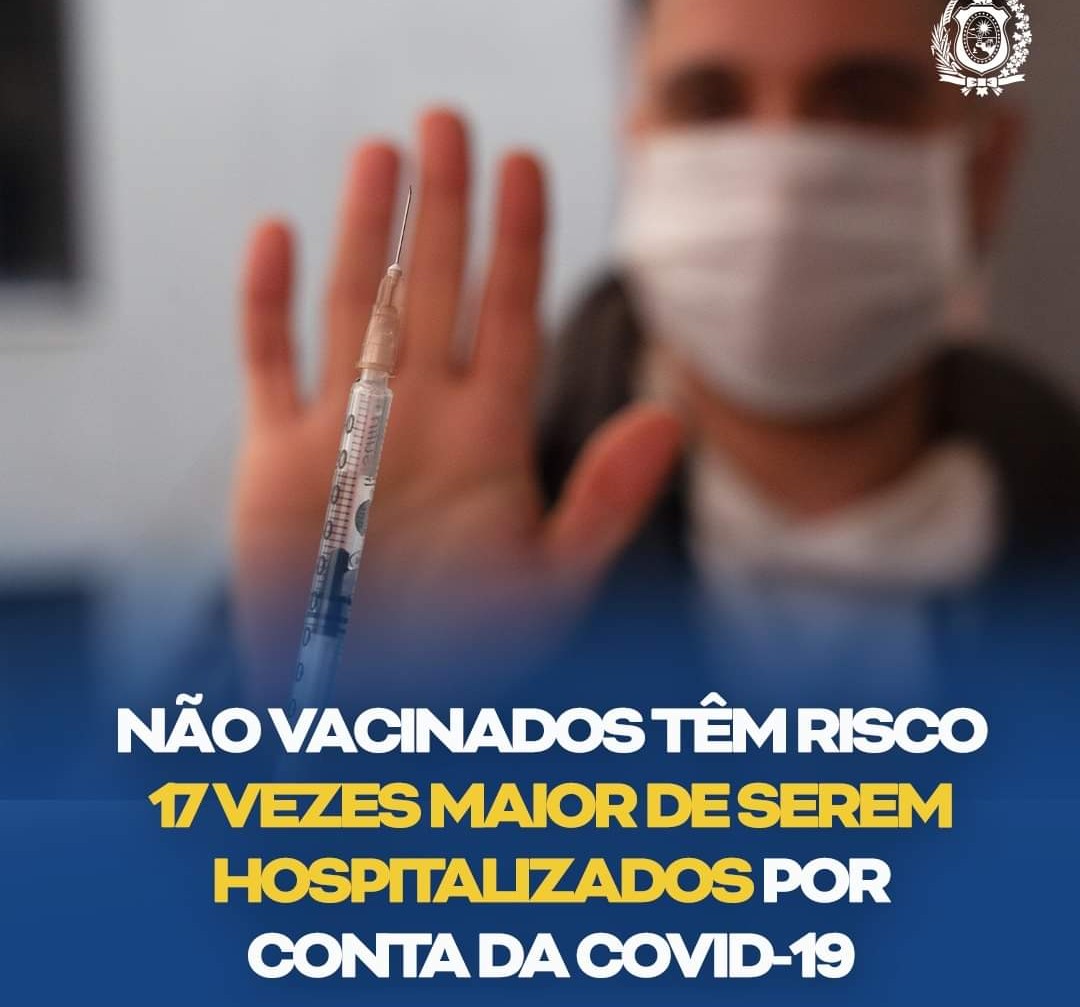 NÃO VACINADOS TÊM RISCO
17 VEZES MAIOR DE SEREM
HOSPITALIZADOS POR
CONTA DA COVID-19